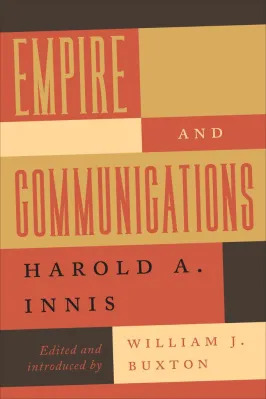 EMPIRE
AND
COMMUNICATIONS
HAROLD A.
INNIS
Edited and
introduced by
WILLIAM J.
BUXTON